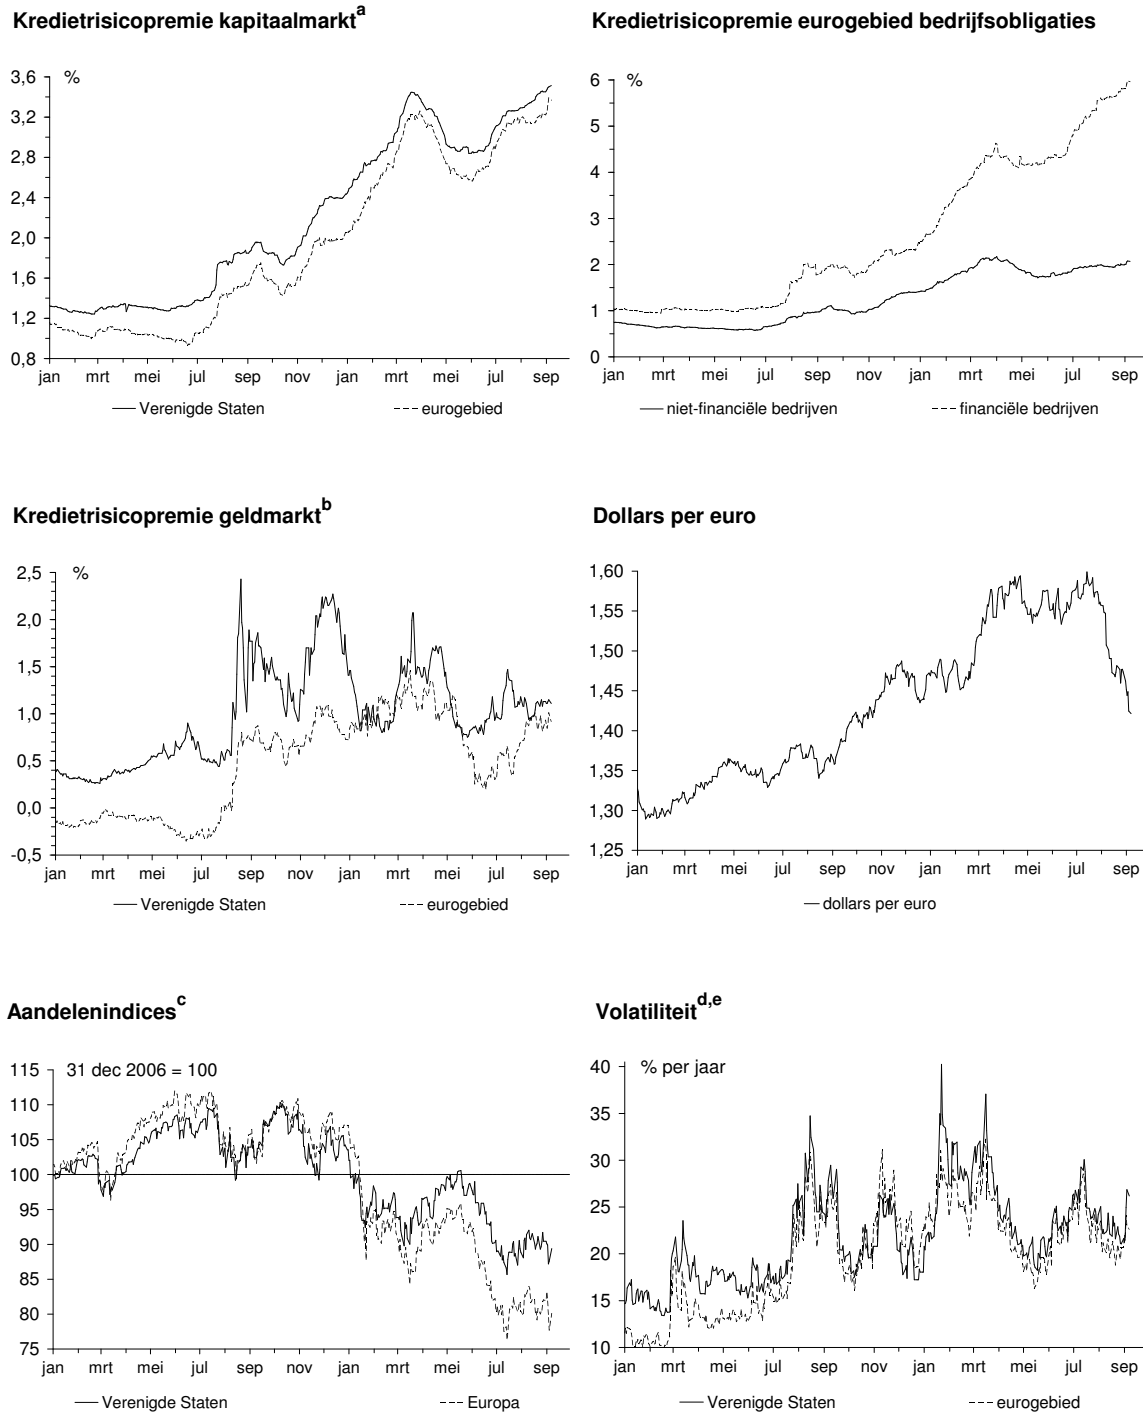 Kredietrisicopremie kapitaalmarkt^a
%
3,6
3,2
2,8
2,4
2,0
1,6
1,2
0,8
jan mrt mei jul sep nov jan mrt mei jul sep
Verenigde Staten eurogebied
Kredietrisicopremie eurogebied bedrijfsobligaties
%
6
5
4
3
2
1
0
jan mrt mei jul sep nov jan mrt mei jul sep
niet-financiële bedrijven financiële bedrijven
Kredietrisicopremie geldmarkt^b
%
2,5
2,0
1,5
1,0
0,5
0,0
-0,5
jan mrt mei jul sep nov jan mrt mei jul sep
Verenigde Staten eurogebied
Dollars per euro
1,60
1,55
1,50
1,45
1,40
1,35
1,30
1,25
jan mrt mei jul sep nov jan mrt mei jul sep
dollars per euro
Aandelenindices^c
31 dec 2006 = 100
115
110
105
100
95
90
85
80
75
jan mrt mei jul sep nov jan mrt mei jul sep
Verenigde Staten Europa
Volatiliteit^d,e
% per jaar
40
35
30
25
20
15
10
jan mrt mei jul sep nov jan mrt mei jul sep
Verenigde Staten eurogebied